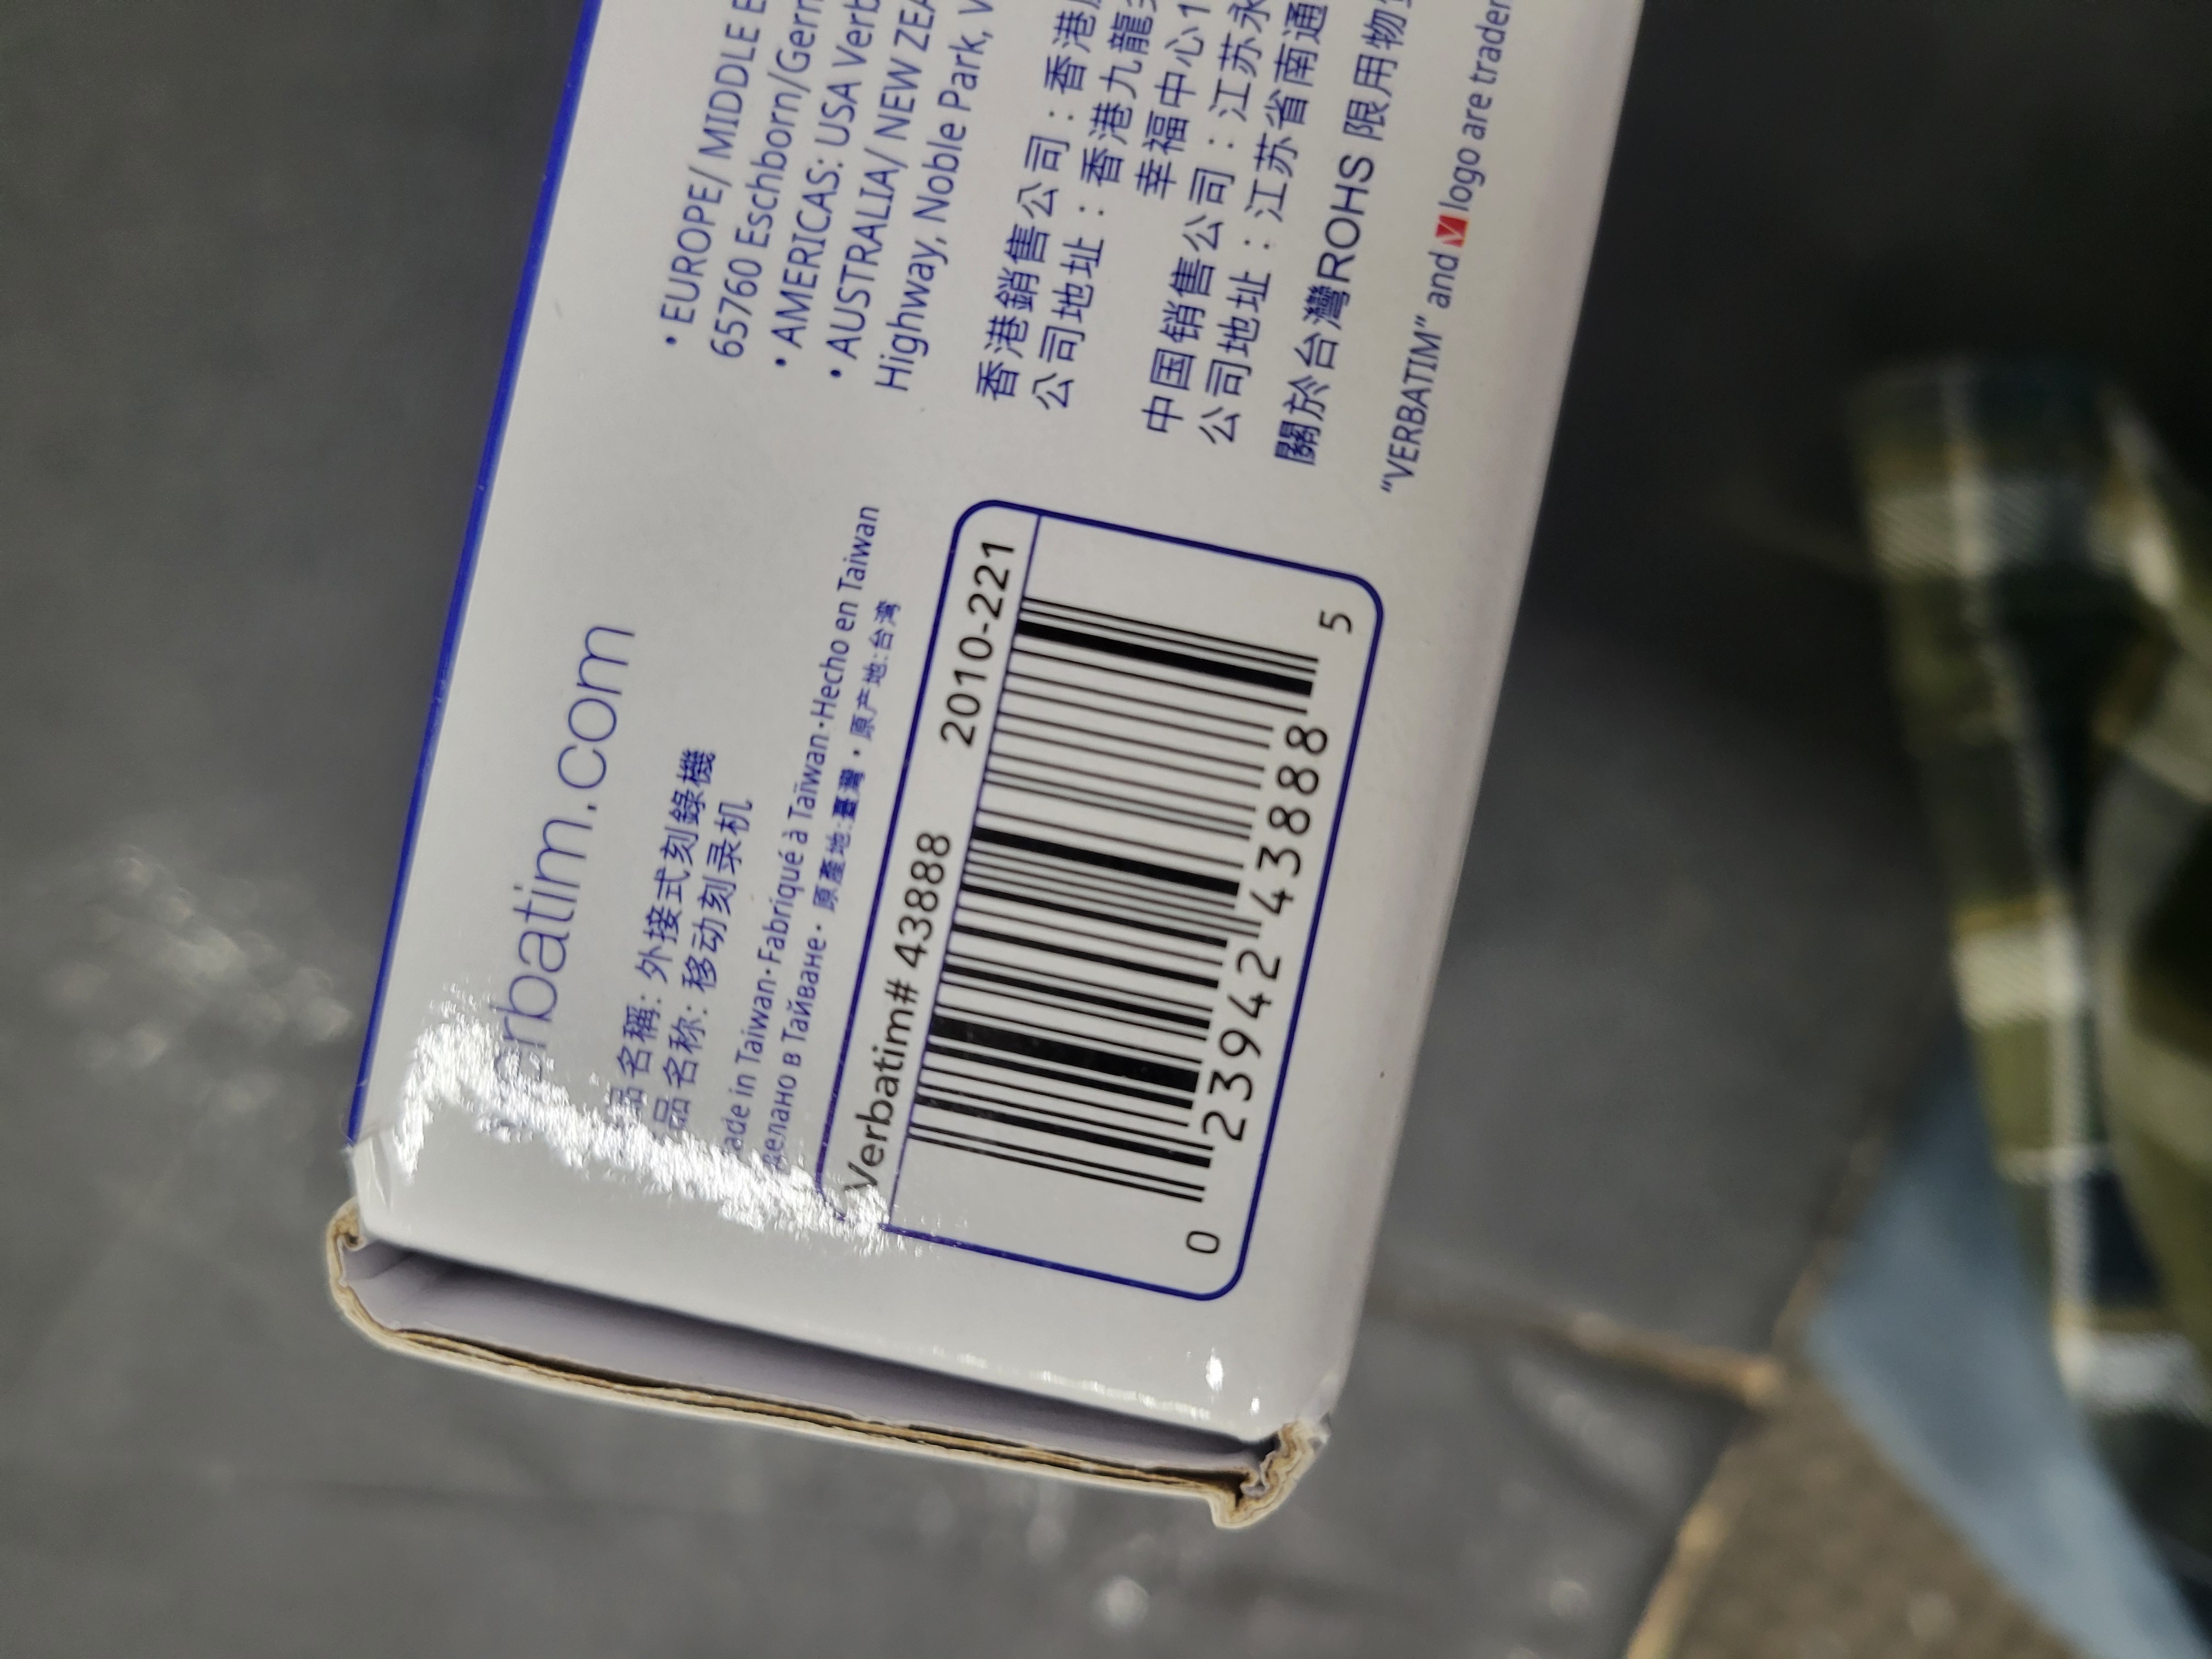 verbatim.com
品名稱: 外接式刻錄機
品名称: 移动刻录机
ade in Taiwan·Fabriqué à Taïwan·Hecho en Taiwan
делано в Тайване· 原產地:臺灣・原产地:台湾
Verbatim# 43888 2010-221
0 23942 43888 5
• EUROPE/ MIDDLE E
65760 Eschborn/Germ
• AMERICAS: USA Verb
• AUSTRALIA/ NEW ZEA
Highway, Noble Park, V
香港銷售公司：香港
公司地址：香港九龍
幸福中心1
中国销售公司：江苏永
公司地址：江苏省南通
關於台灣ROHS 限用物
“VERBATIM” and logo are trader